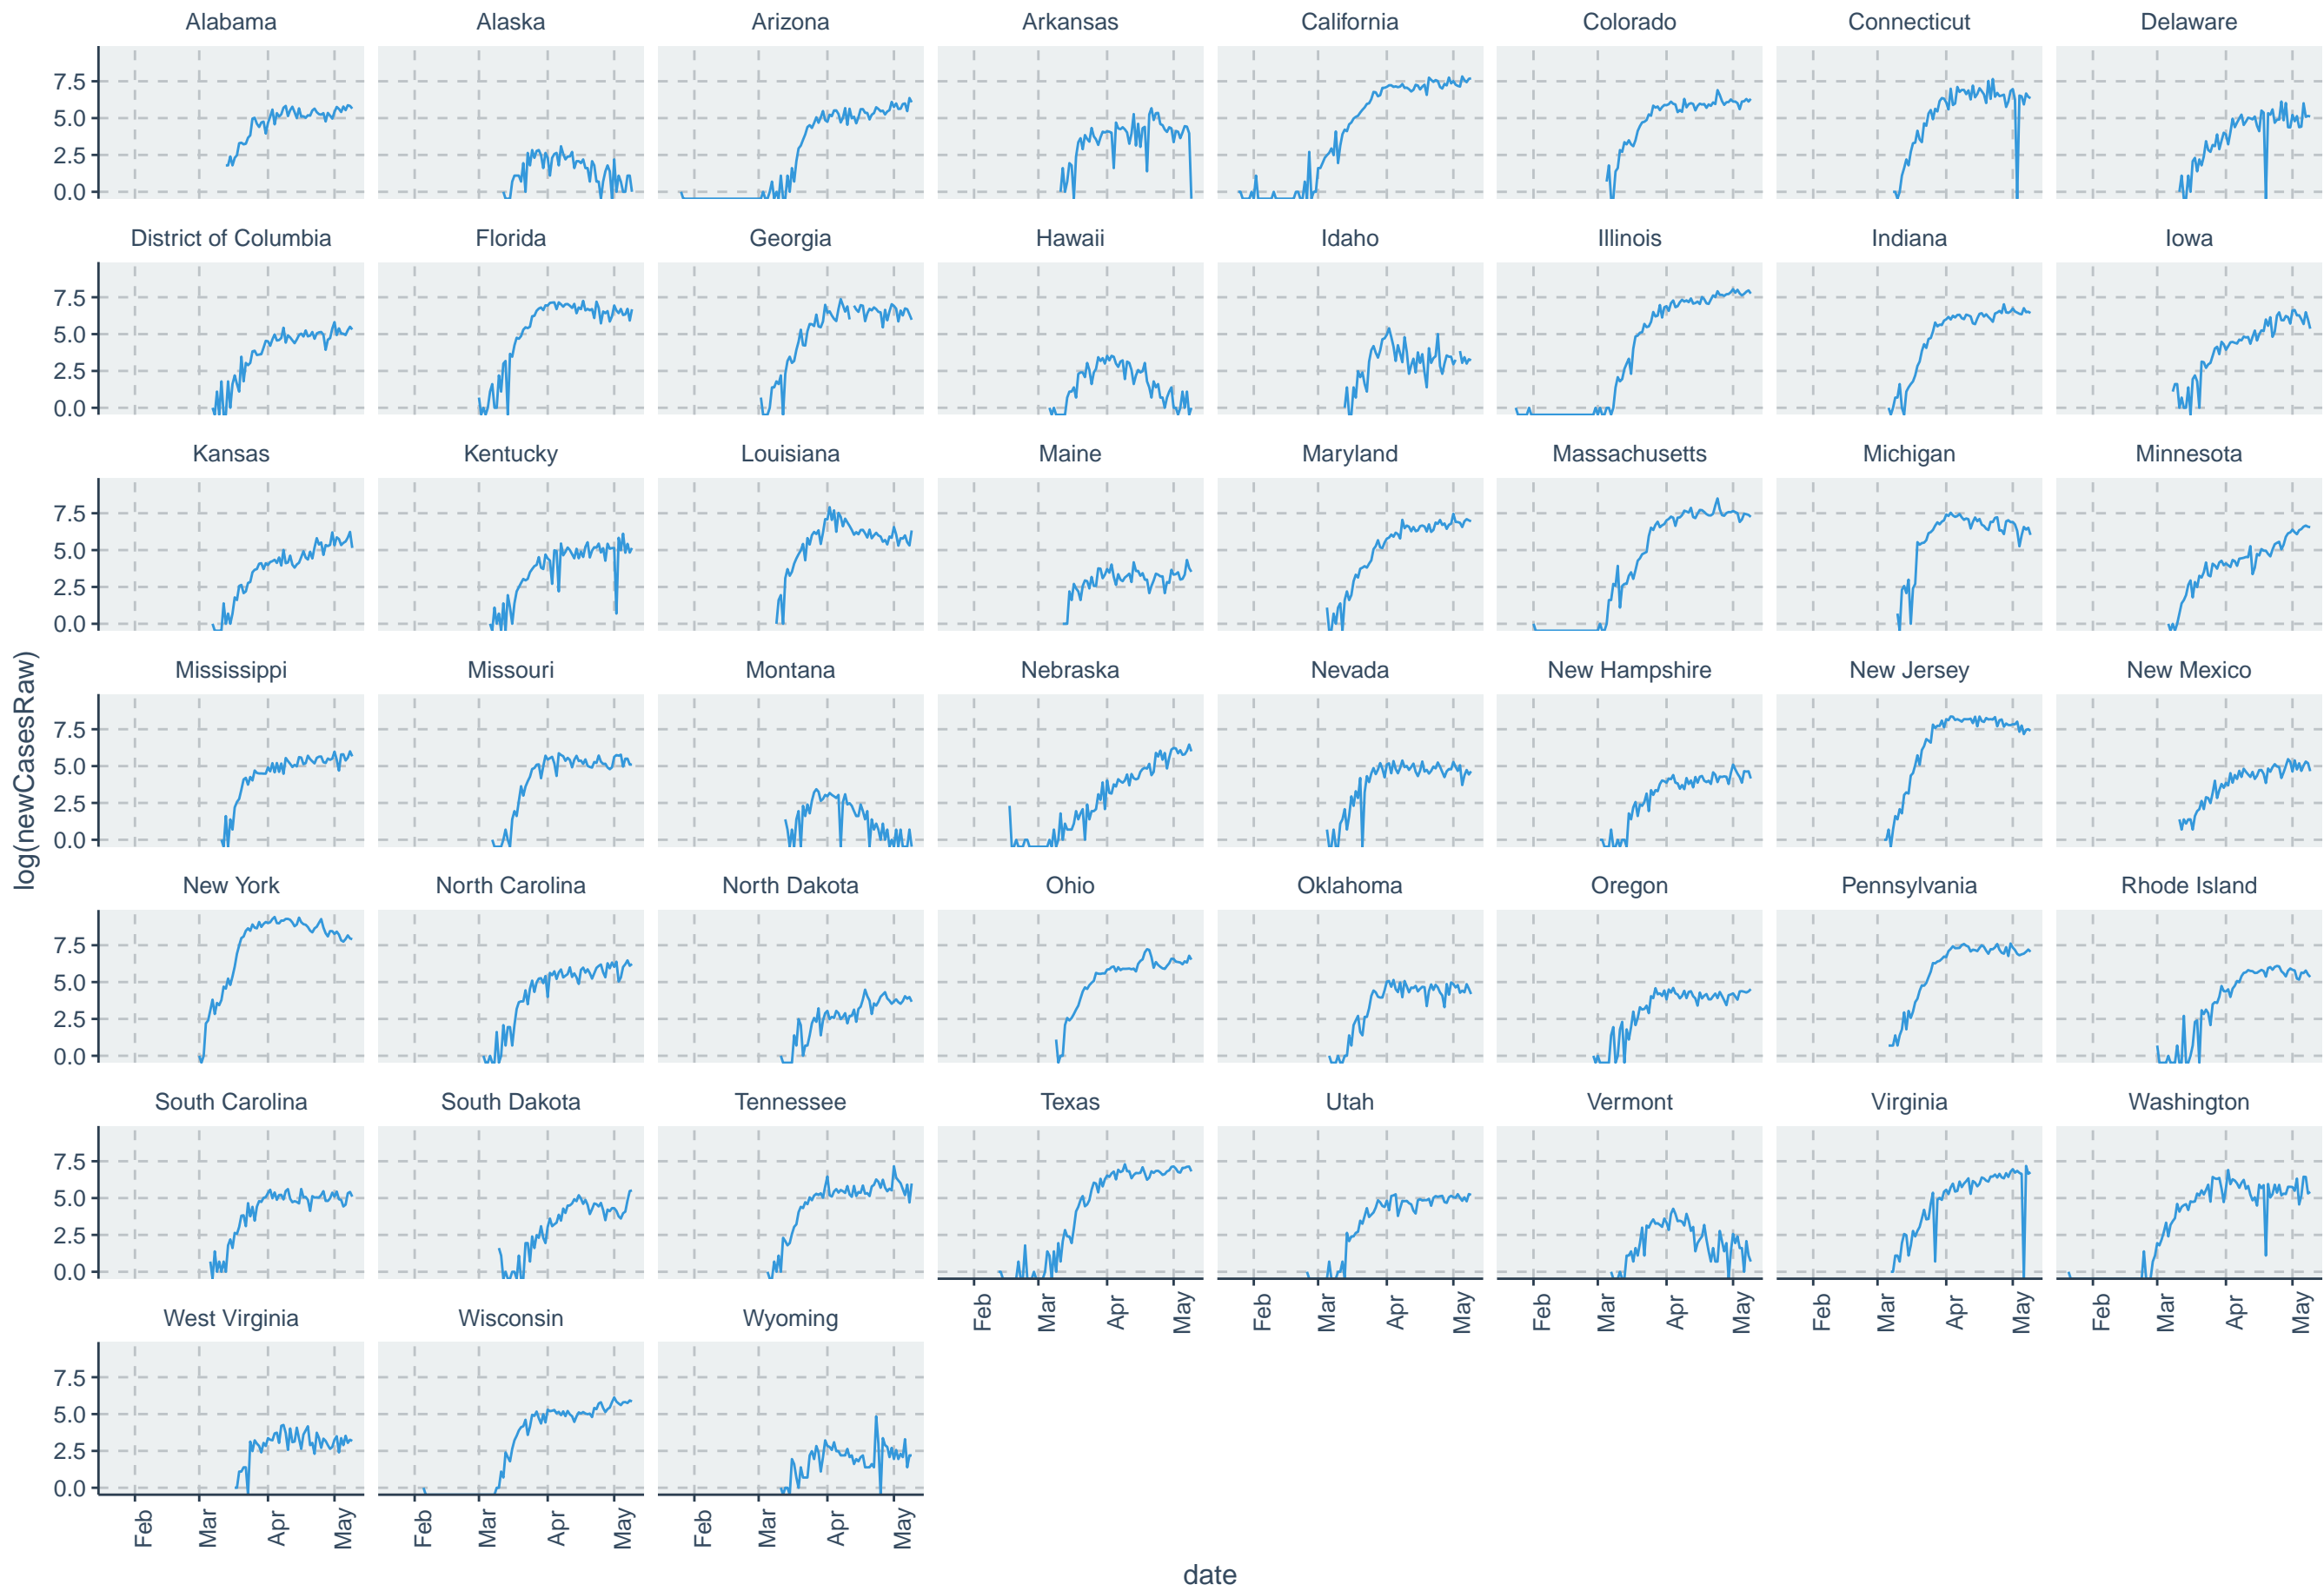 Alabama Alaska Arizona Arkansas California Colorado Connecticut Delaware
7.5
5.0
2.5
0.0
District of Columbia Florida Georgia Hawaii Idaho Illinois Indiana Iowa
7.5
5.0
2.5
0.0
Kansas Kentucky Louisiana Maine Maryland Massachusetts Michigan Minnesota
7.5
5.0
2.5
0.0
Mississippi Missouri Montana Nebraska Nevada New Hampshire New Jersey New Mexico
7.5
5.0
2.5
0.0
log(newCasesRaw)
New York North Carolina North Dakota Ohio Oklahoma Oregon Pennsylvania Rhode Island
7.5
5.0
2.5
0.0
South Carolina South Dakota Tennessee Texas Utah Vermont Virginia Washington
7.5
5.0
2.5
0.0
Feb Mar Apr May Feb Mar Apr May Feb Mar Apr May Feb Mar Apr May Feb Mar Apr May
West Virginia Wisconsin Wyoming
7.5
5.0
2.5
0.0
Feb Mar Apr May Feb Mar Apr May Feb Mar Apr May
date